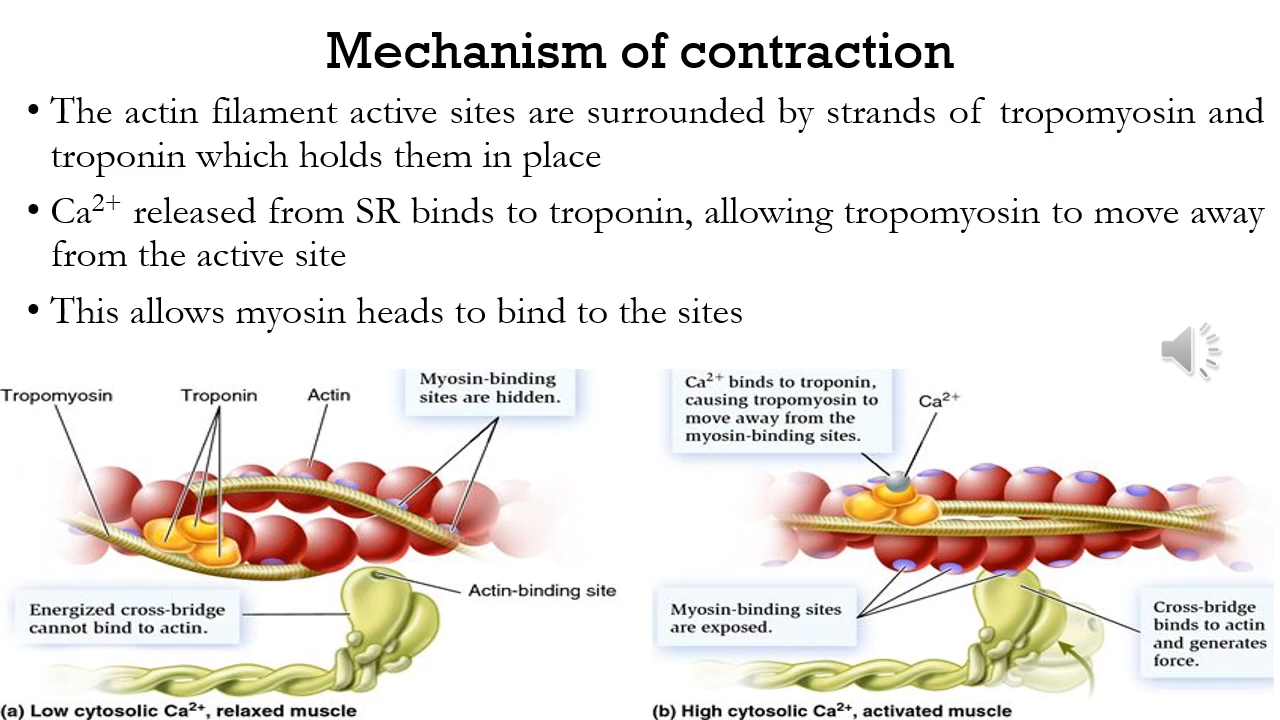 Mechanism of contraction
• The actin filament active sites are surrounded by strands of tropomyosin and
troponin which holds them in place
• Ca²⁺ released from SR binds to troponin, allowing tropomyosin to move away
from the active site
• This allows myosin heads to bind to the sites
Tropomyosin
Troponin
Actin
Myosin-binding
sites are hidden.
Energized cross-bridge
cannot bind to actin.
Actin-binding site
(a) Low cytosolic Ca²⁺, relaxed muscle
Ca²⁺ binds to troponin,
causing tropomyosin to
move away from the
myosin-binding sites.
Ca²⁺
Myosin-binding sites
are exposed.
Cross-bridge
binds to actin
and generates
force.
(b) High cytosolic Ca²⁺, activated muscle